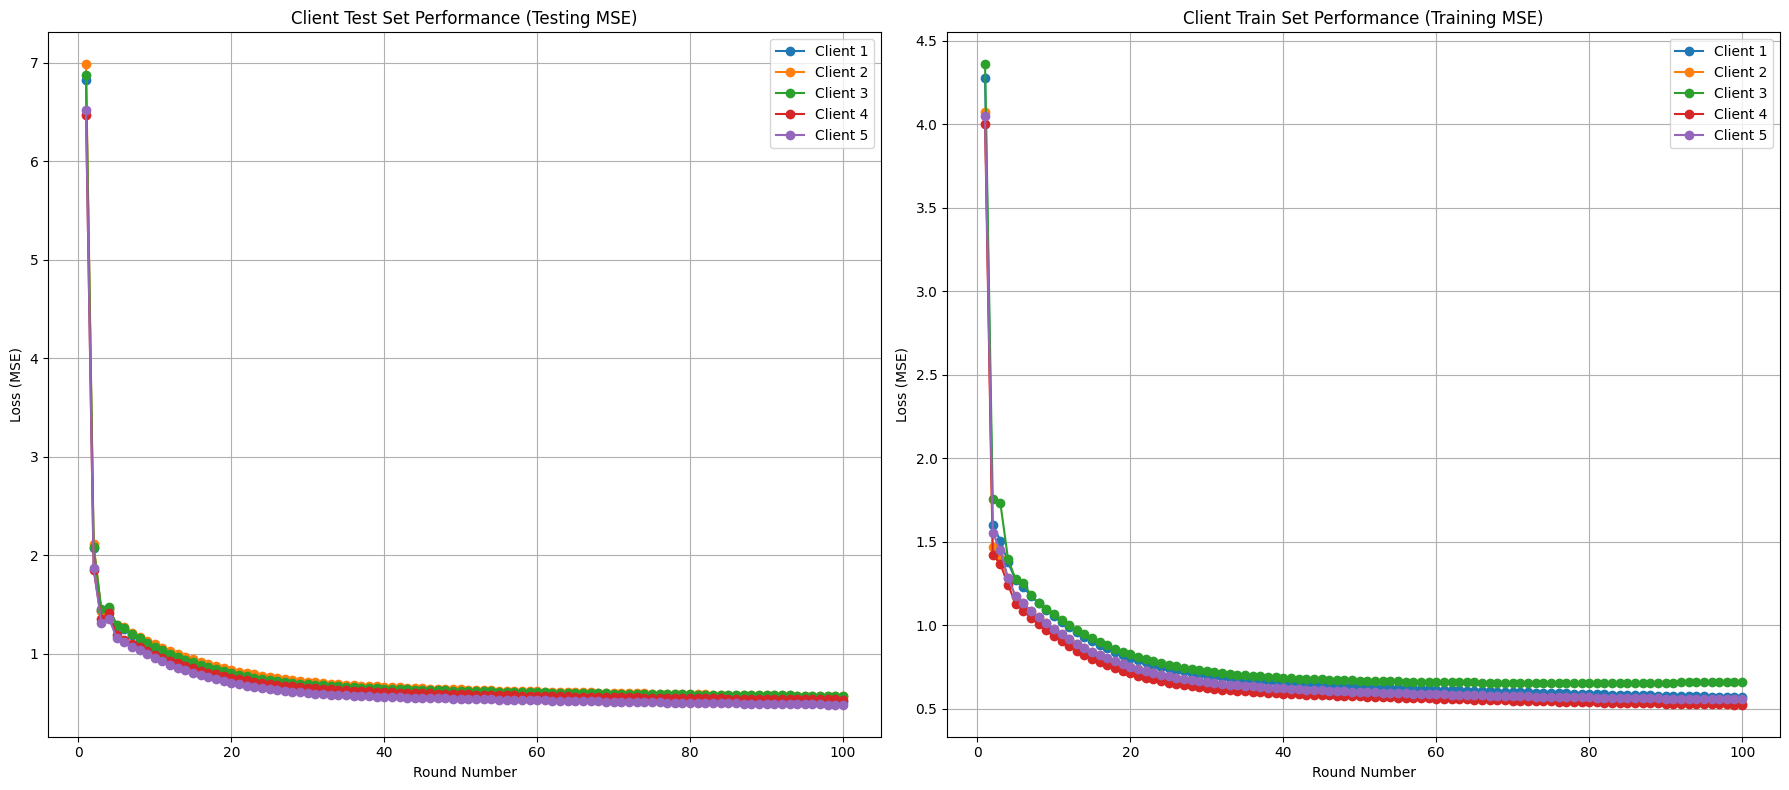 Client Test Set Performance (Testing MSE)
7
6
5
4
3
2
1
Loss (MSE)
0
20
40
60
80
100
Round Number
Client 1
Client 2
Client 3
Client 4
Client 5
Client Train Set Performance (Training MSE)
4.5
4.0
3.5
3.0
2.5
2.0
1.5
1.0
0.5
Loss (MSE)
0
20
40
60
80
100
Round Number
Client 1
Client 2
Client 3
Client 4
Client 5